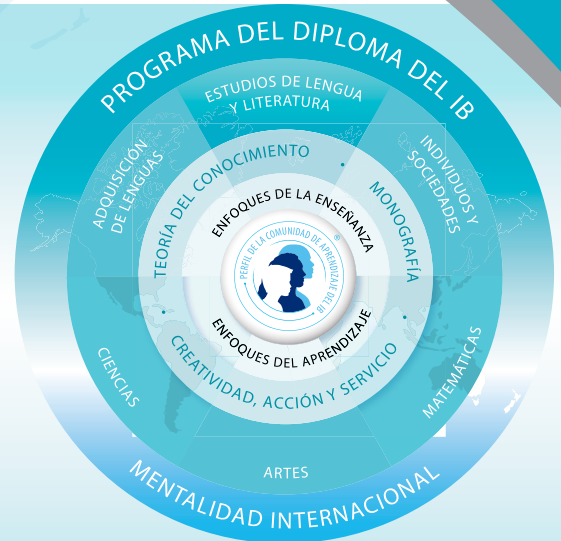 PROGRAMA DEL DIPLOMA DEL IB
ESTUDIOS DE LENGUA
Y LITERATURA
ADQUISICIÓN
DE LENGUAS
INDIVIDUOS Y
SOCIEDADES
TEORÍA DEL CONOCIMIENTO
MONOGRAFÍA
ENFOQUES DE LA ENSEÑANZA
PERFIL DE LA COMUNIDAD DE APRENDIZAJE DEL IB ®
ENFOQUES DEL APRENDIZAJE
CREATIVIDAD, ACCIÓN Y SERVICIO
CIENCIAS
MATEMÁTICAS
ARTES
MENTALIDAD INTERNACIONAL